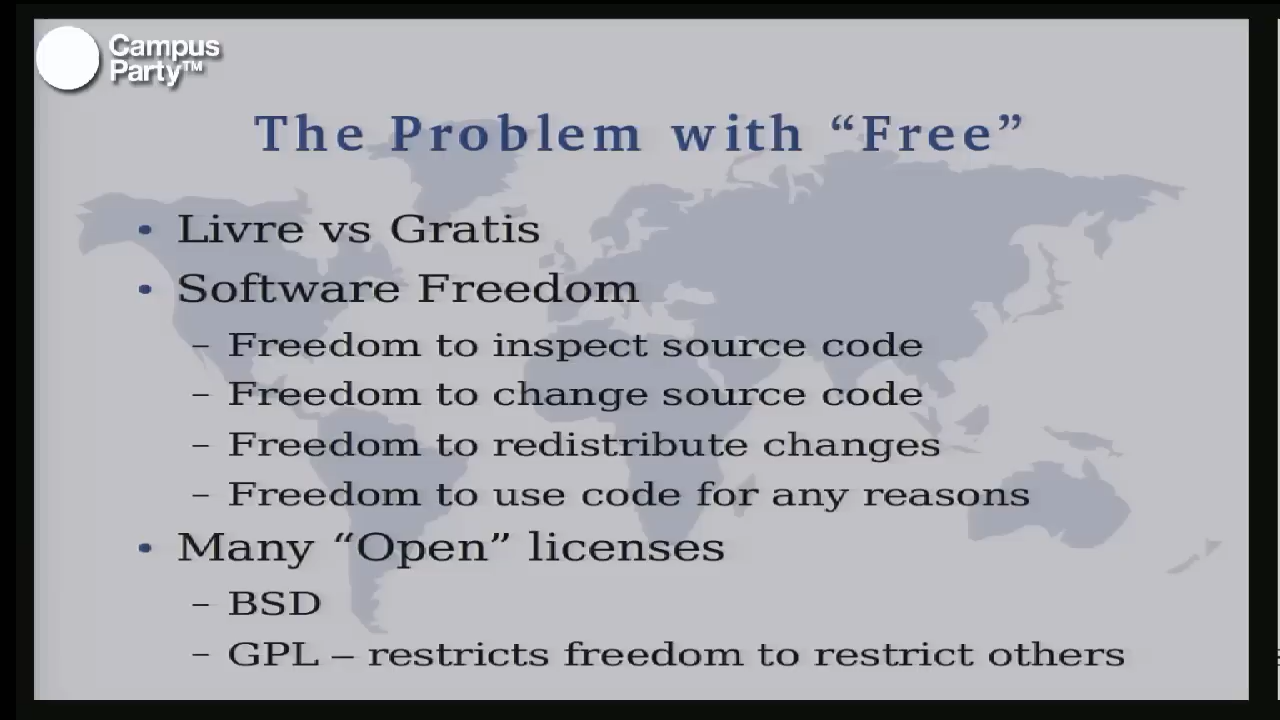 Campus
Party™
The Problem with “Free”
• Livre vs Gratis
• Software Freedom
– Freedom to inspect source code
– Freedom to change source code
– Freedom to redistribute changes
– Freedom to use code for any reasons
• Many “Open” licenses
– BSD
– GPL – restricts freedom to restrict others